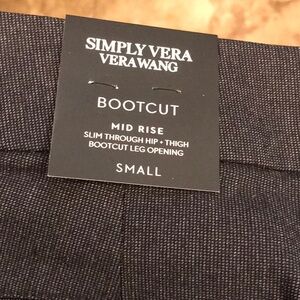 SIMPLY VERA
VERAWANG
BOOTCUT
MID RISE
SLIM THROUGH HIP • THIGH
BOOTCUT LEG OPENING
SMALL